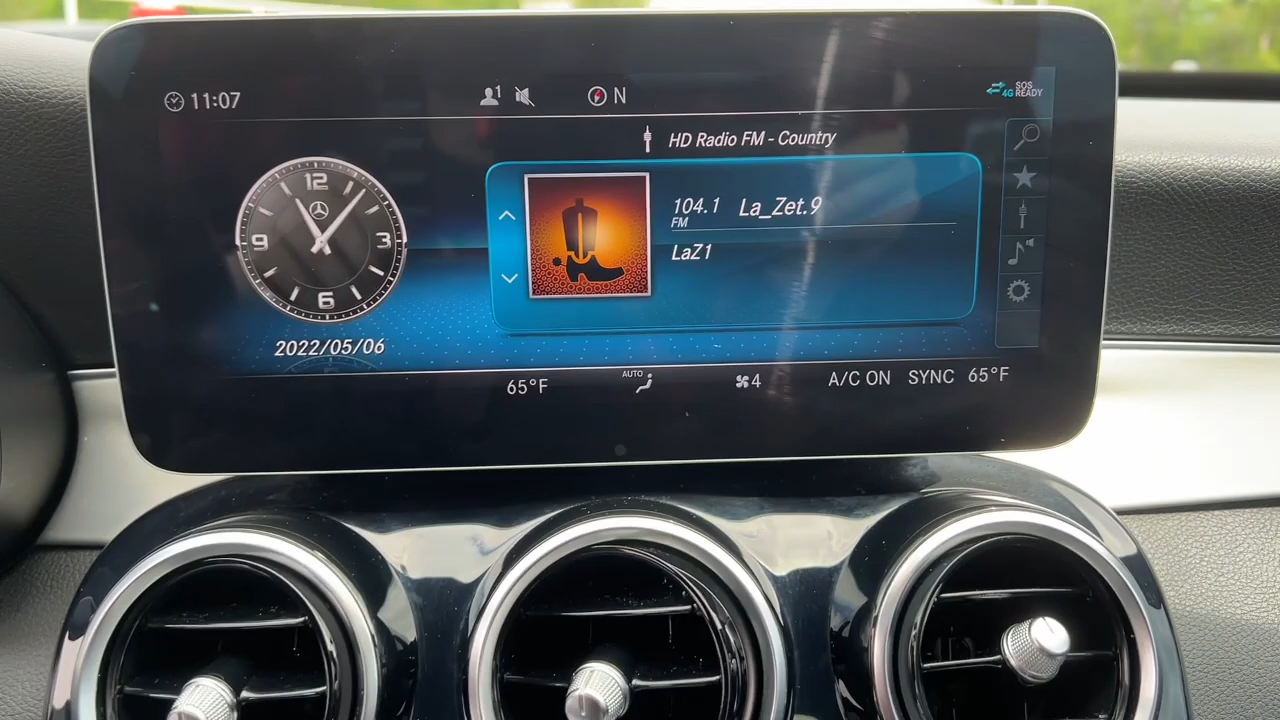 11:07
1
N
4G
SOS
READY
HD Radio FM - Country
12
3
6
9
104.1 La_Zet.9
FM
LaZ1
2022/05/06
65°F
AUTO
4
A/C ON SYNC 65°F